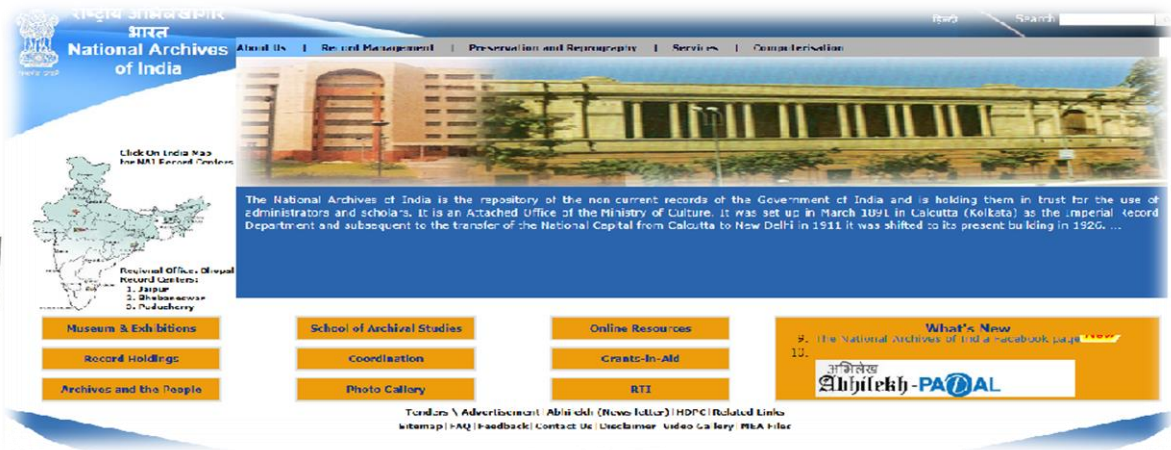 राष्ट्रीय अभिलेखागार
भारत
National Archives
of India
हिन्दी
Search
About Us | Record Management | Preservation and Reprography | Services | Computerisation
Click On India Map
for NAI Record Centers
The National Archives of India is the repository of the non current records of the Government of India and is holding them in trust for the use of
administrators and scholars. It is an Attached Office of the Ministry of Culture. It was set up in March 1891 in Calcutta (Kolkata) as the Imperial Record
Department and subsequent to the transfer of the National Capital from Calcutta to New Delhi in 1911 it was shifted to its present building in 1926. ...
Regional Office: Bhopal
Record Centers:
1. Jaipur
2. Bhubaneswar
3. Puducherry
Museum & Exhibitions
School of Archival Studies
Online Resources
What's New
9. The National Archives of India Facebook page New
10.
Record Holdings
Coordination
Grants-in-Aid
अभिलेख
Abhilekh-PATAL
Archives and the People
Photo Gallery
RTI
Tenders \ Advertisement| Abhilekh (News letter)|HDPC|Related Links
Sitemap|FAQ|Feedback|Contact Us|Disclaimer Video Gallery|MEA Files